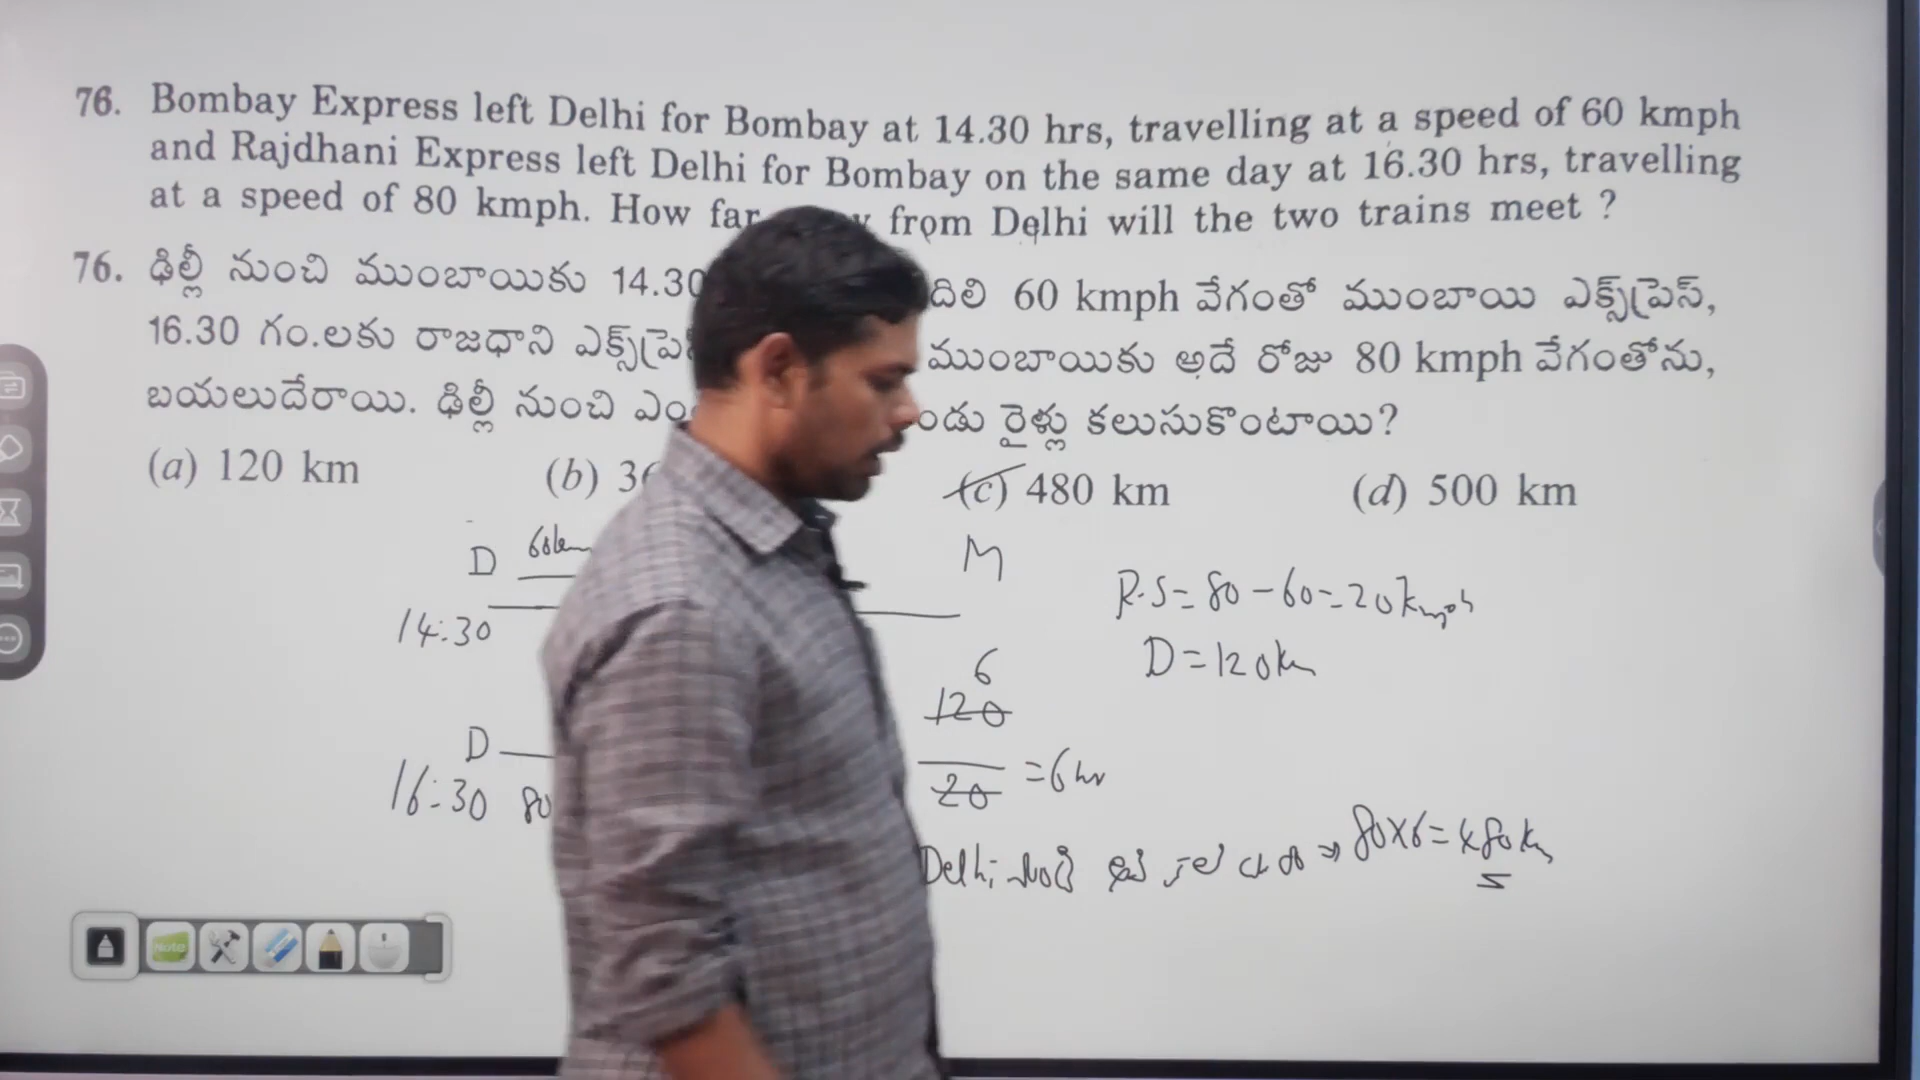 76. Bombay Express left Delhi for Bombay at 14.30 hrs, travelling at a speed of 60 kmph
and Rajdhani Express left Delhi for Bombay on the same day at 16.30 hrs, travelling
at a speed of 80 kmph. How far from Delhi will the two trains meet ?
76. ఢిల్లీ నుంచి ముంబాయికు 14.30 60 kmph వేగంతో ముంబాయి ఎక్స్‌ప్రెస్,
16.30 గం.లకు రాజధాని ముంబాయికు అదే రోజు 80 kmph వేగంతోను,
బయలుదేరాయి. ఢిల్లీ నుంచి రైళ్లు కలుసుకొంటాయి?
(a) 120 km (b) (c) 480 km (d) 500 km
D M
14:30
R.S = 80 - 60 = 20 kmph
D = 120 km
D
16:30 80
6
120
20 = 6 hr
Delhi నుండి 80 X 6 = 480 km
Note